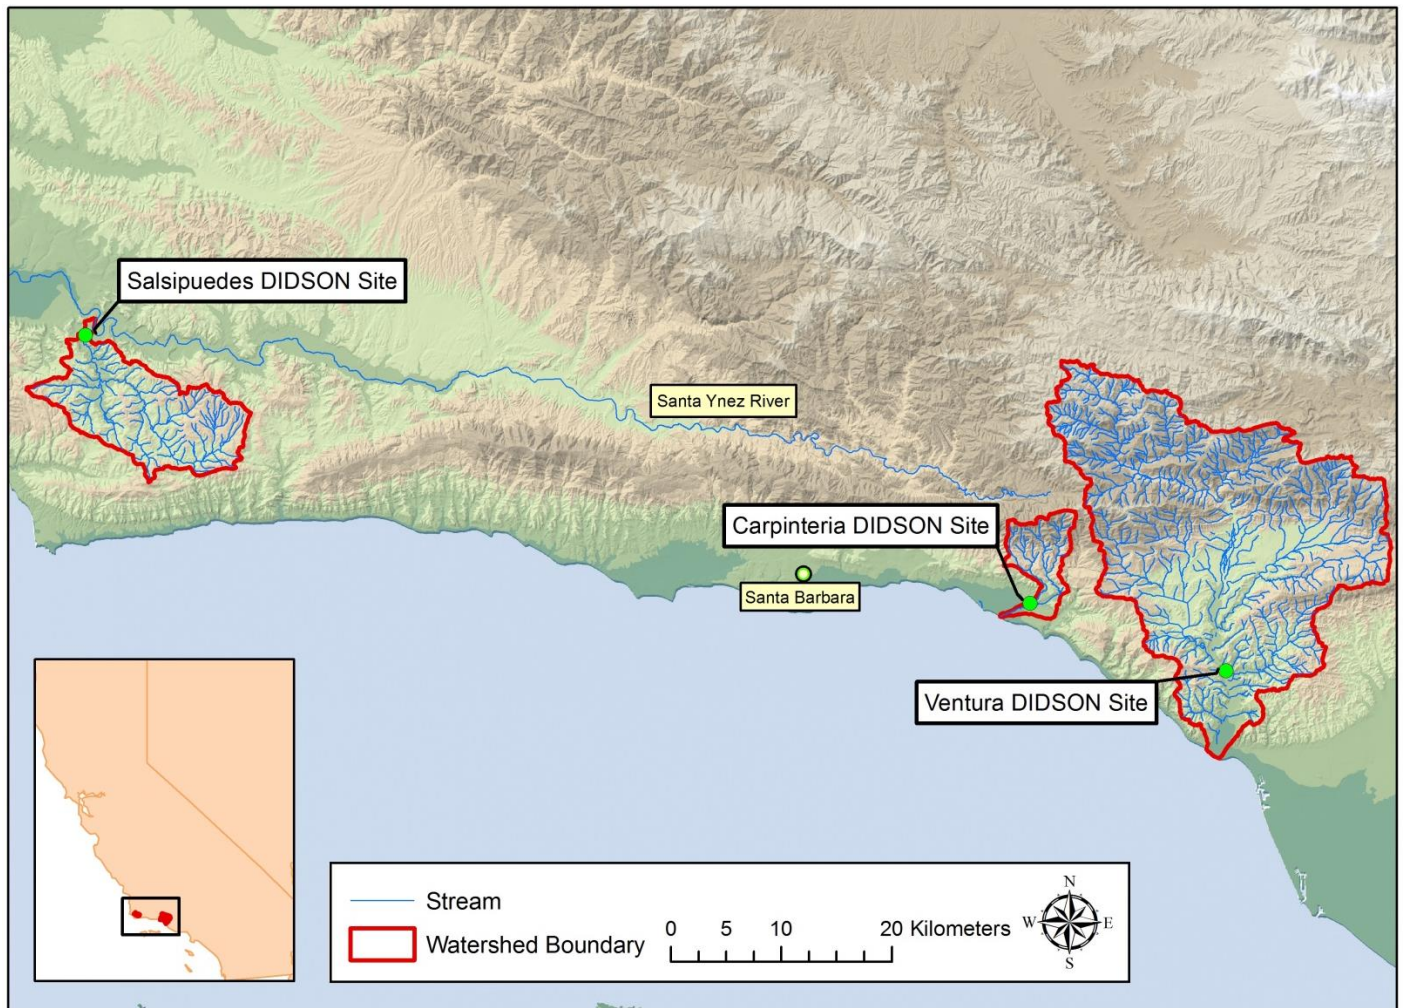 Salsipuedes DIDSON Site
Santa Ynez River
Carpinteria DIDSON Site
Santa Barbara
Ventura DIDSON Site
Stream
Watershed Boundary
0 5 10 20 Kilometers
N
W E
S